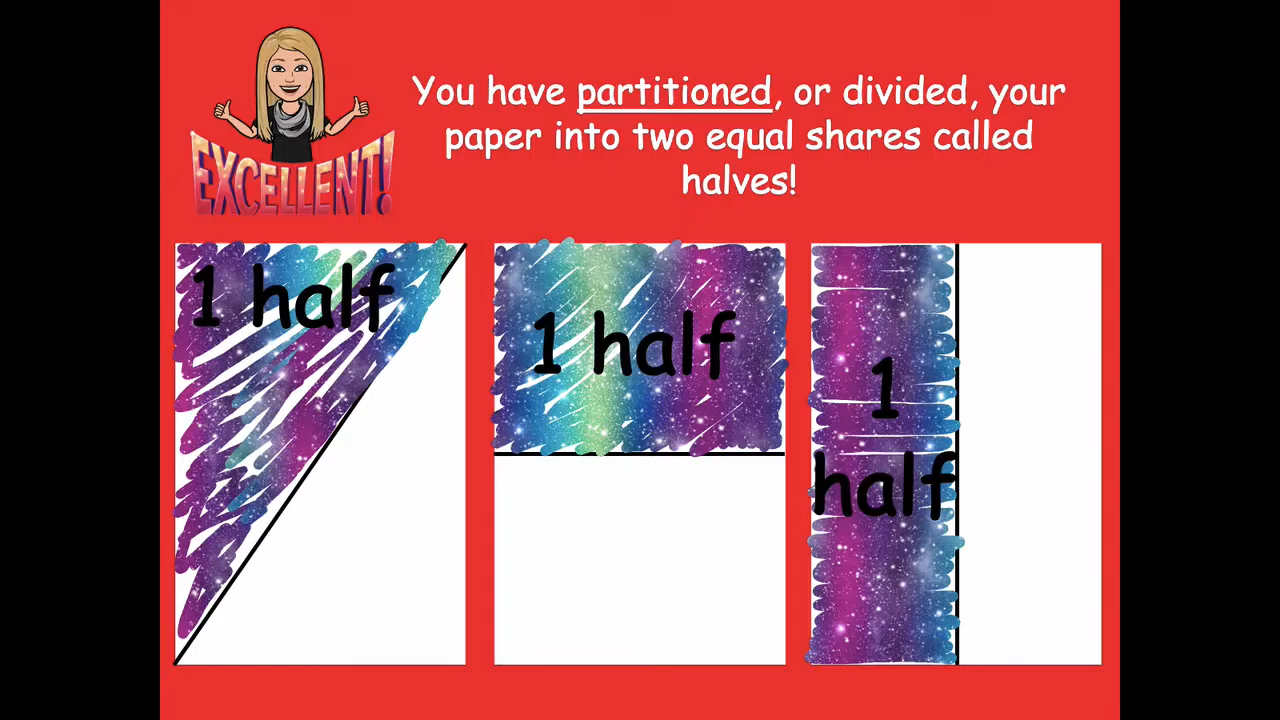 You have partitioned, or divided, your
paper into two equal shares called
halves!
EXCELLENT!
1 half
1 half
1
half